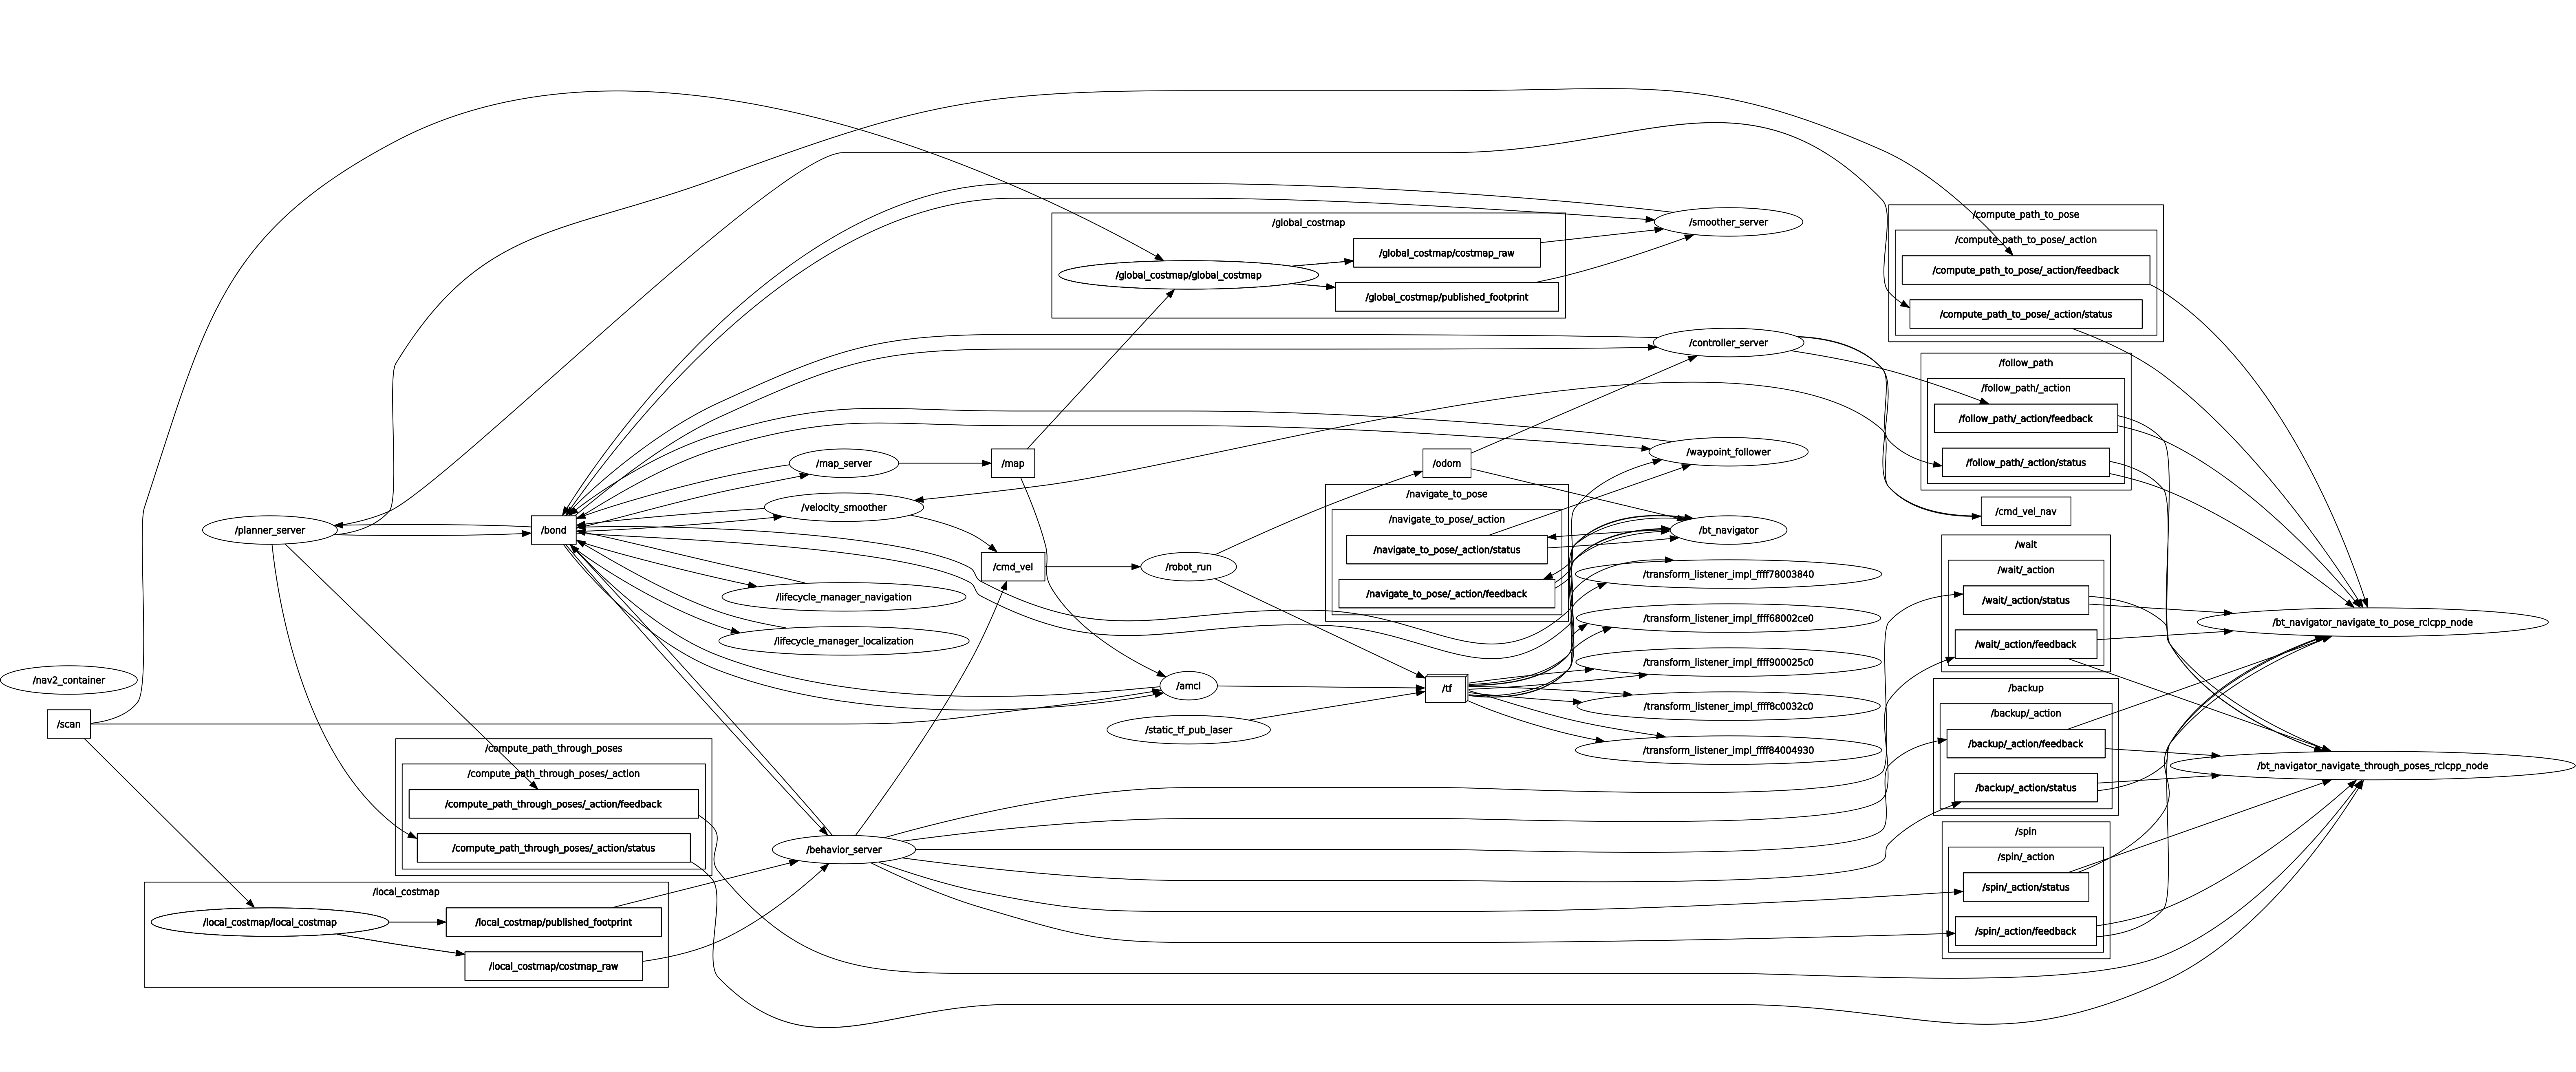 /nav2_container
/scan
/planner_server
/compute_path_through_poses
/compute_path_through_poses/_action
/compute_path_through_poses/_action/feedback
/compute_path_through_poses/_action/status
/local_costmap
/local_costmap/local_costmap
/local_costmap/published_footprint
/local_costmap/costmap_raw
/bond
/map_server
/velocity_smoother
/lifecycle_manager_navigation
/lifecycle_manager_localization
/behavior_server
/map
/cmd_vel
/global_costmap
/global_costmap/global_costmap
/global_costmap/costmap_raw
/global_costmap/published_footprint
/robot_run
/amcl
/static_tf_pub_laser
/odom
/navigate_to_pose
/navigate_to_pose/_action
/navigate_to_pose/_action/status
/navigate_to_pose/_action/feedback
/tf
/smoother_server
/controller_server
/waypoint_follower
/bt_navigator
/transform_listener_impl_ffff78003840
/transform_listener_impl_ffff68002ce0
/transform_listener_impl_ffff900025c0
/transform_listener_impl_ffff8c0032c0
/transform_listener_impl_ffff84004930
/compute_path_to_pose
/compute_path_to_pose/_action
/compute_path_to_pose/_action/feedback
/compute_path_to_pose/_action/status
/follow_path
/follow_path/_action
/follow_path/_action/feedback
/follow_path/_action/status
/cmd_vel_nav
/wait
/wait/_action
/wait/_action/status
/wait/_action/feedback
/backup
/backup/_action
/backup/_action/feedback
/backup/_action/status
/spin
/spin/_action
/spin/_action/status
/spin/_action/feedback
/bt_navigator_navigate_to_pose_rclcpp_node
/bt_navigator_navigate_through_poses_rclcpp_node